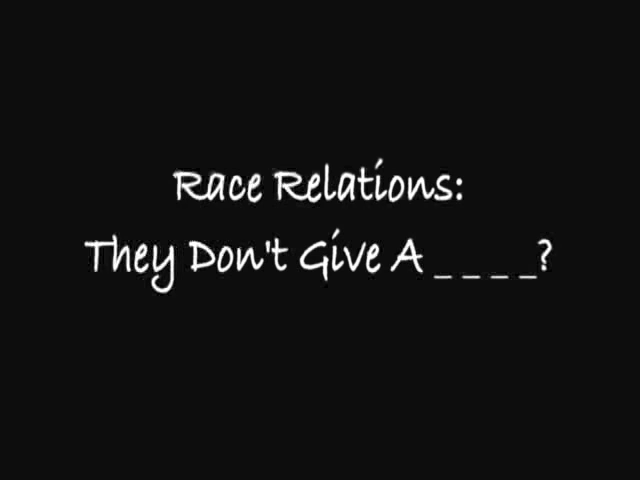 Race Relations:
They Don't Give A _ _ _ _?